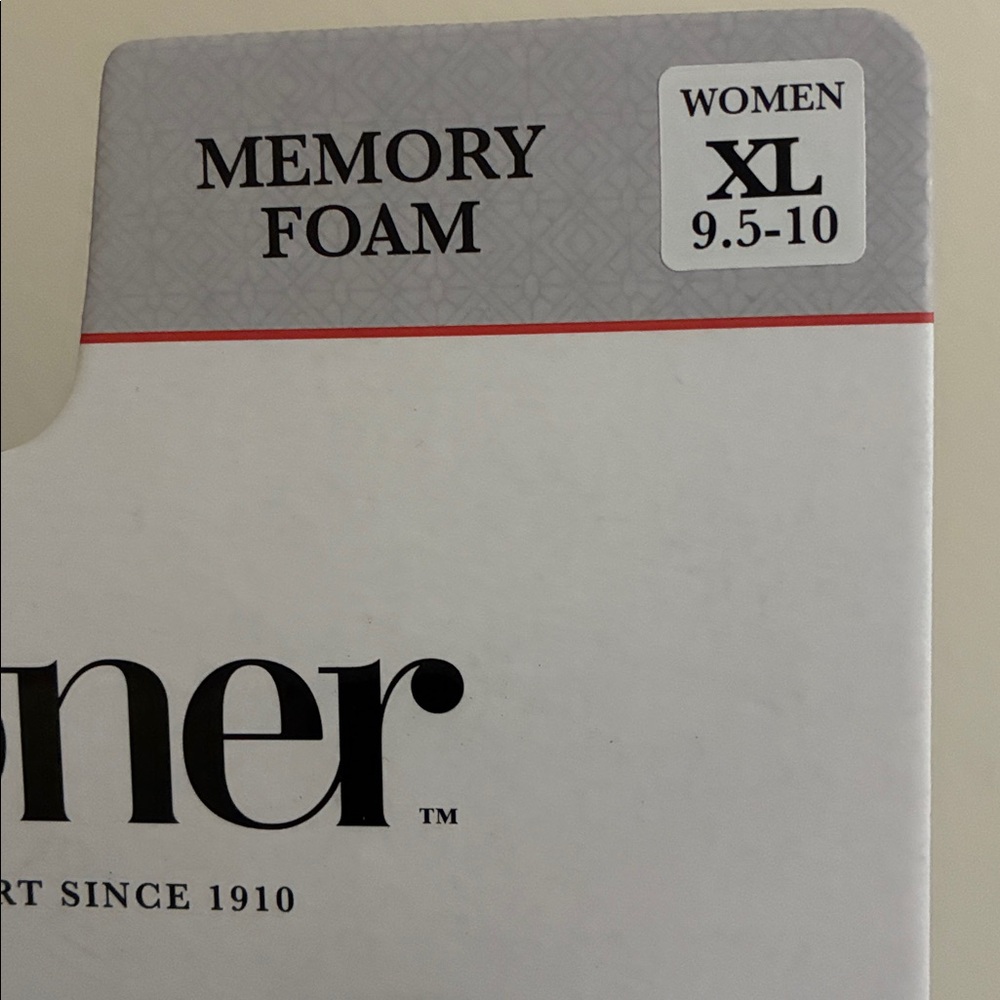 MEMORY
FOAM
WOMEN
XL
9.5-10
ner
TM
RT SINCE 1910